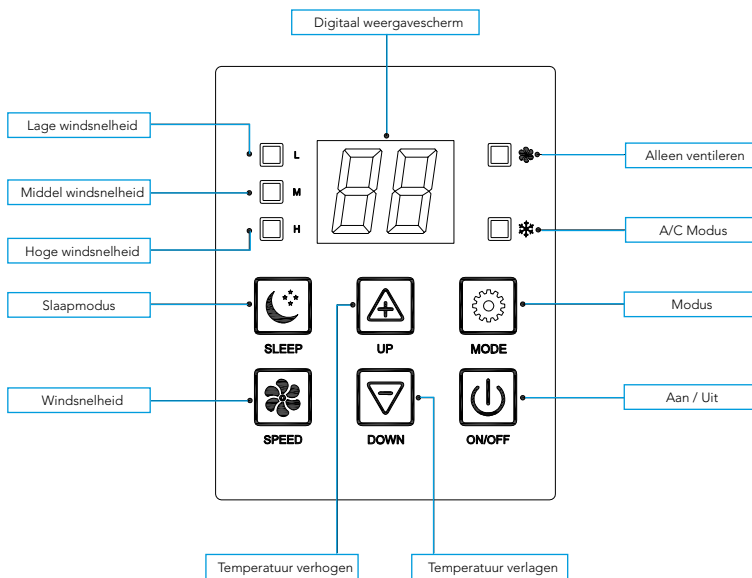 Digitaal weergavescherm
Lage windsnelheid
L
Alleen ventileren
Middel windsnelheid
M
Hoge windsnelheid
H
A/C Modus
Slaapmodus
Modus
SLEEP
UP
MODE
Windsnelheid
Aan / Uit
SPEED
DOWN
ON/OFF
Temperatuur verhogen
Temperatuur verlagen